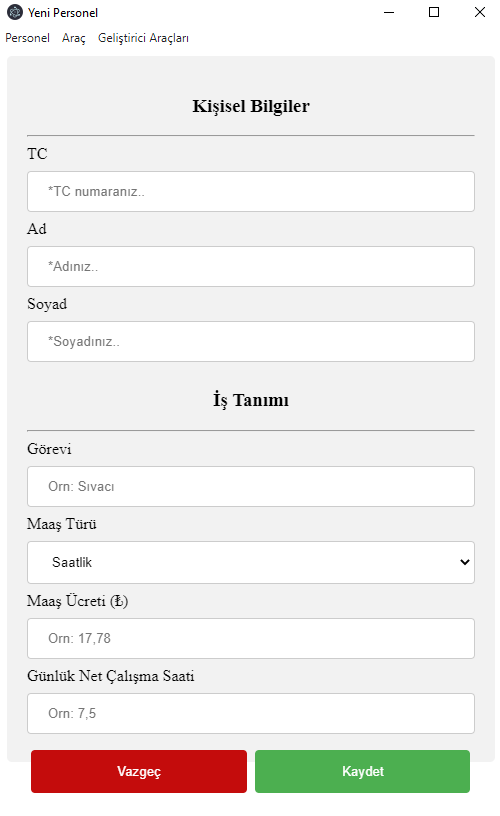 Yeni Personel
Personel Araç Geliştirici Araçları
Kişisel Bilgiler
TC
*TC numaranız..
Ad
*Adınız..
Soyad
*Soyadınız..
İş Tanımı
Görevi
Orn: Sıvacı
Maaş Türü
Saatlik
Maaş Ücreti (₺)
Orn: 17,78
Günlük Net Çalışma Saati
Orn: 7,5
Vazgeç Kaydet